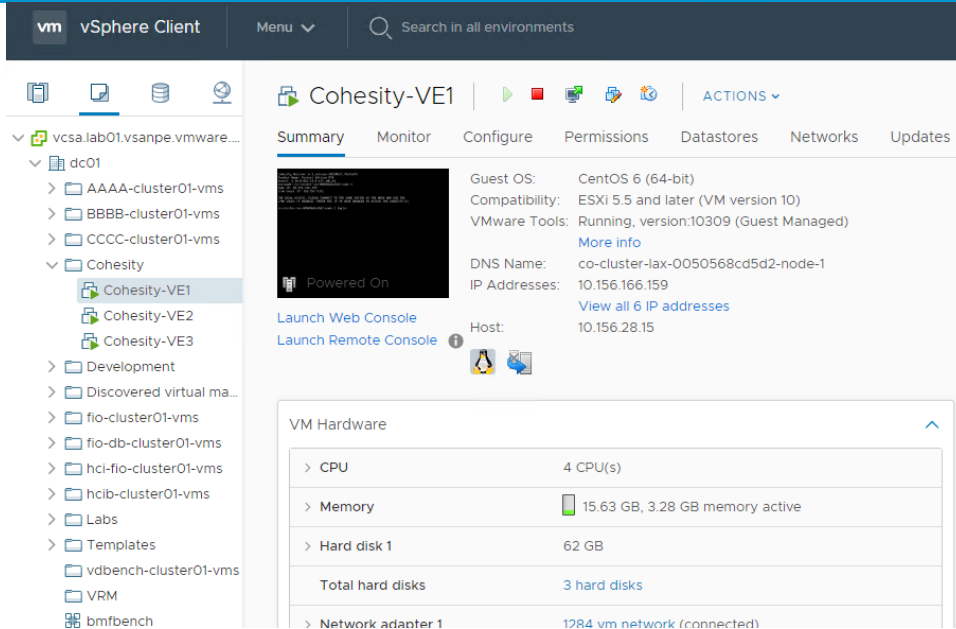 vm vSphere Client Menu Search in all environments
Cohesity-VE1 ACTIONS
vcsa.lab01.vsanpe.vmware....
dc01
AAAA-cluster01-vms
BBBB-cluster01-vms
CCCC-cluster01-vms
Cohesity
Cohesity-VE1
Cohesity-VE2
Cohesity-VE3
Development
Discovered virtual ma...
fio-cluster01-vms
fio-db-cluster01-vms
hci-fio-cluster01-vms
hcib-cluster01-vms
Labs
Templates
vdbench-cluster01-vms
VRM
bmfbench
Summary Monitor Configure Permissions Datastores Networks Updates
Powered On
Launch Web Console
Launch Remote Console
Guest OS: CentOS 6 (64-bit)
Compatibility: ESXi 5.5 and later (VM version 10)
VMware Tools: Running, version:10309 (Guest Managed)
More info
DNS Name: co-cluster-lax-0050568cd5d2-node-1
IP Addresses: 10.156.166.159
View all 6 IP addresses
Host: 10.156.28.15
VM Hardware
CPU 4 CPU(s)
Memory 15.63 GB, 3.28 GB memory active
Hard disk 1 62 GB
Total hard disks 3 hard disks
Network adapter 1 1284 vm network (connected)